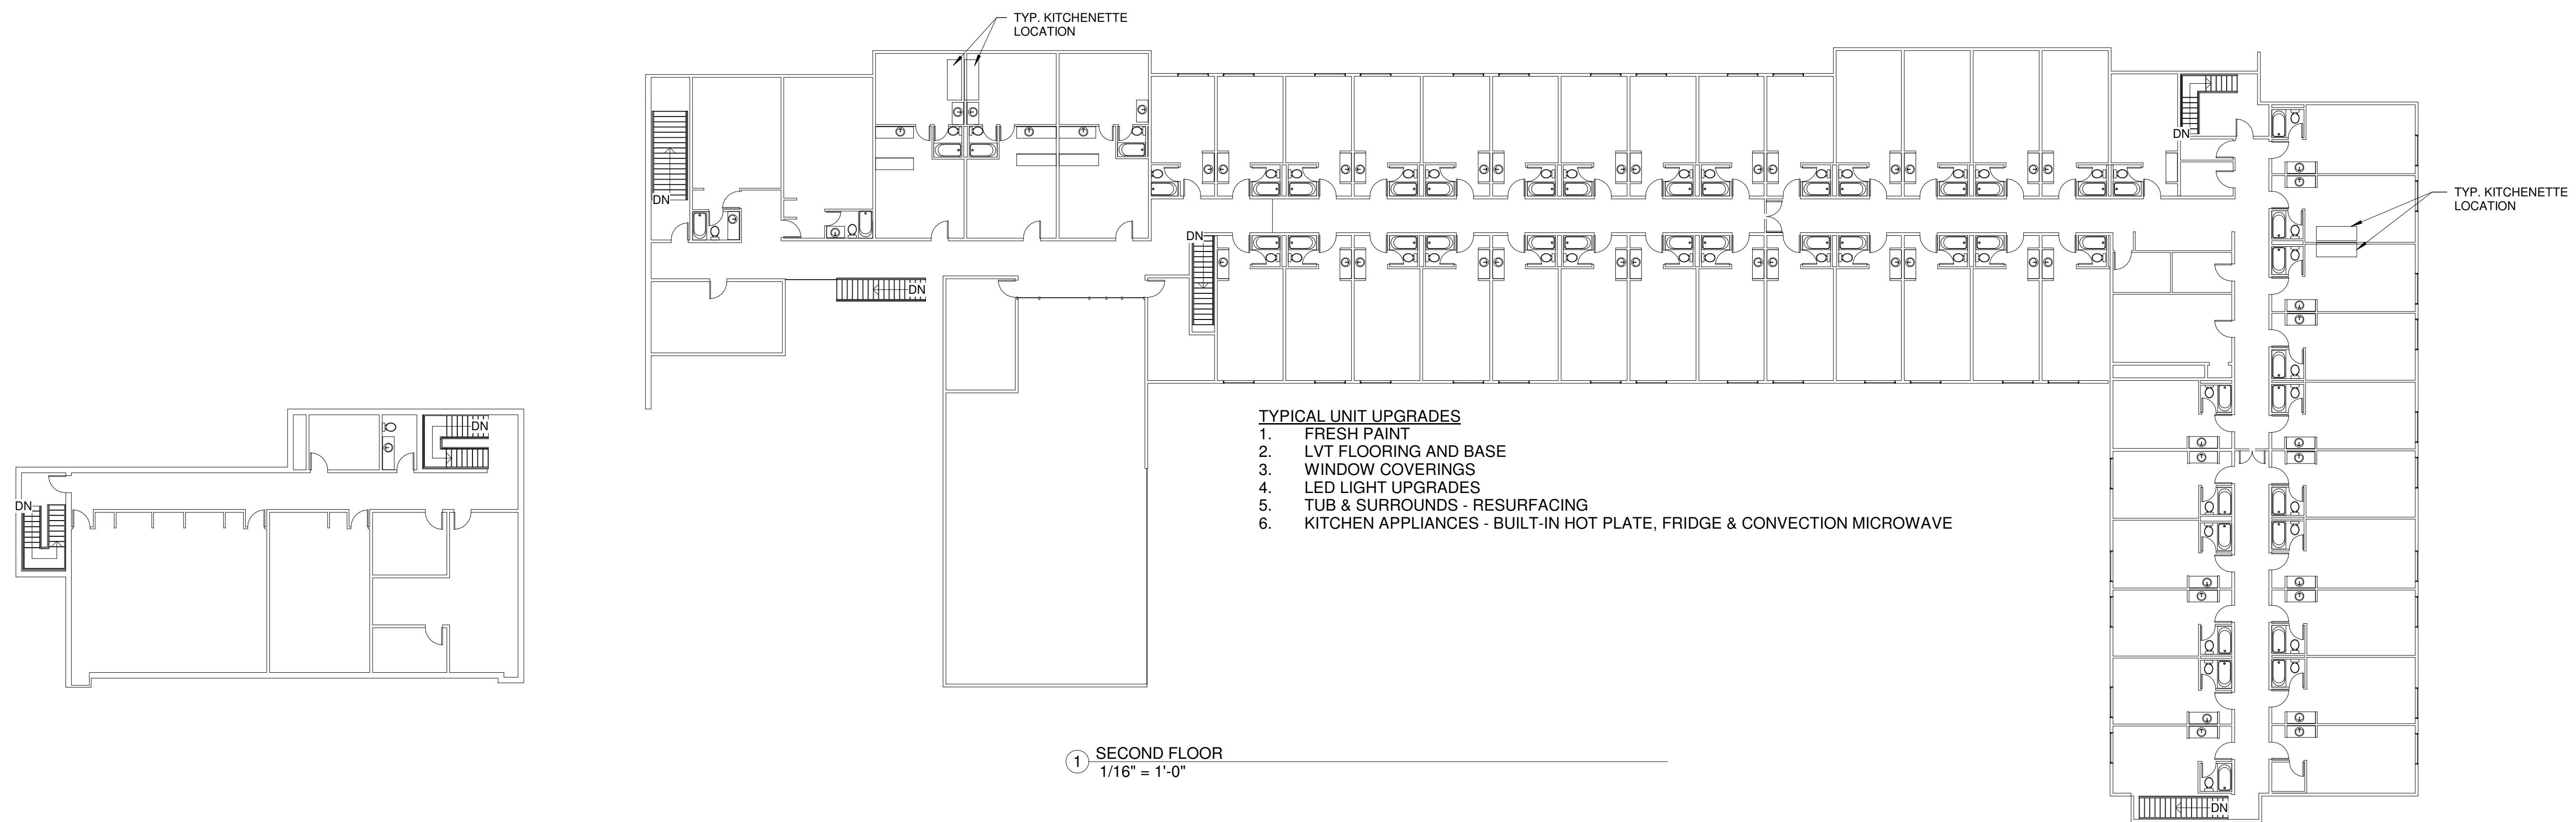 TYP. KITCHENETTE
LOCATION
DN
DN
TYP. KITCHENETTE
LOCATION
DN
DN
DN
TYPICAL UNIT UPGRADES
1. FRESH PAINT
2. LVT FLOORING AND BASE
3. WINDOW COVERINGS
4. LED LIGHT UPGRADES
5. TUB & SURROUNDS - RESURFACING
6. KITCHEN APPLIANCES - BUILT-IN HOT PLATE, FRIDGE & CONVECTION MICROWAVE
DN
DN
1 SECOND FLOOR
1/16" = 1'-0"
DN